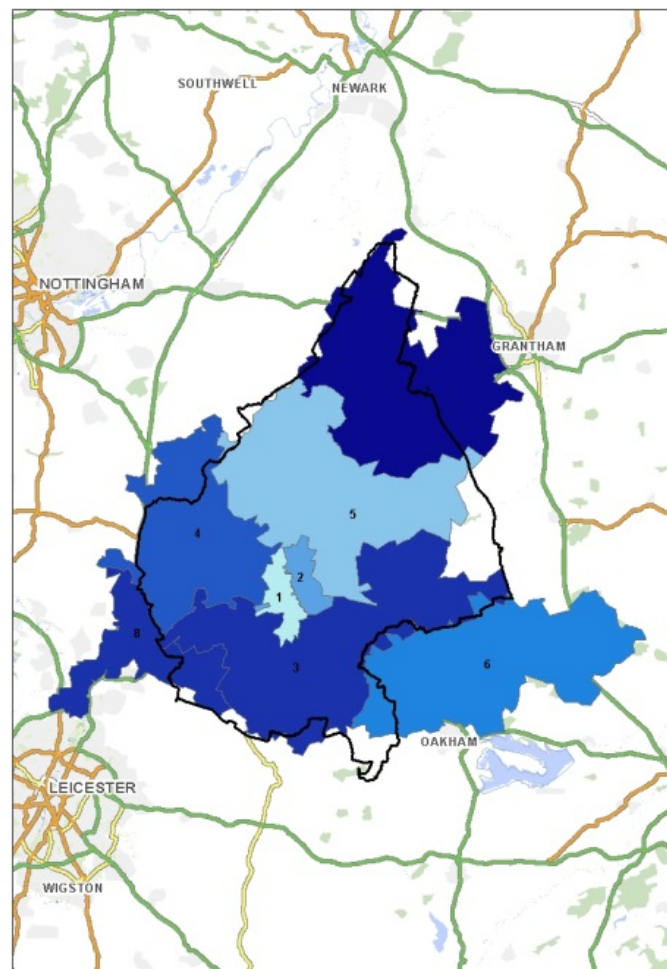 SOUTHWELL
NEWARK
NOTTINGHAM
GRANTHAM
5
4
2
1
8
3
6
OAKHAM
LEICESTER
WIGSTON